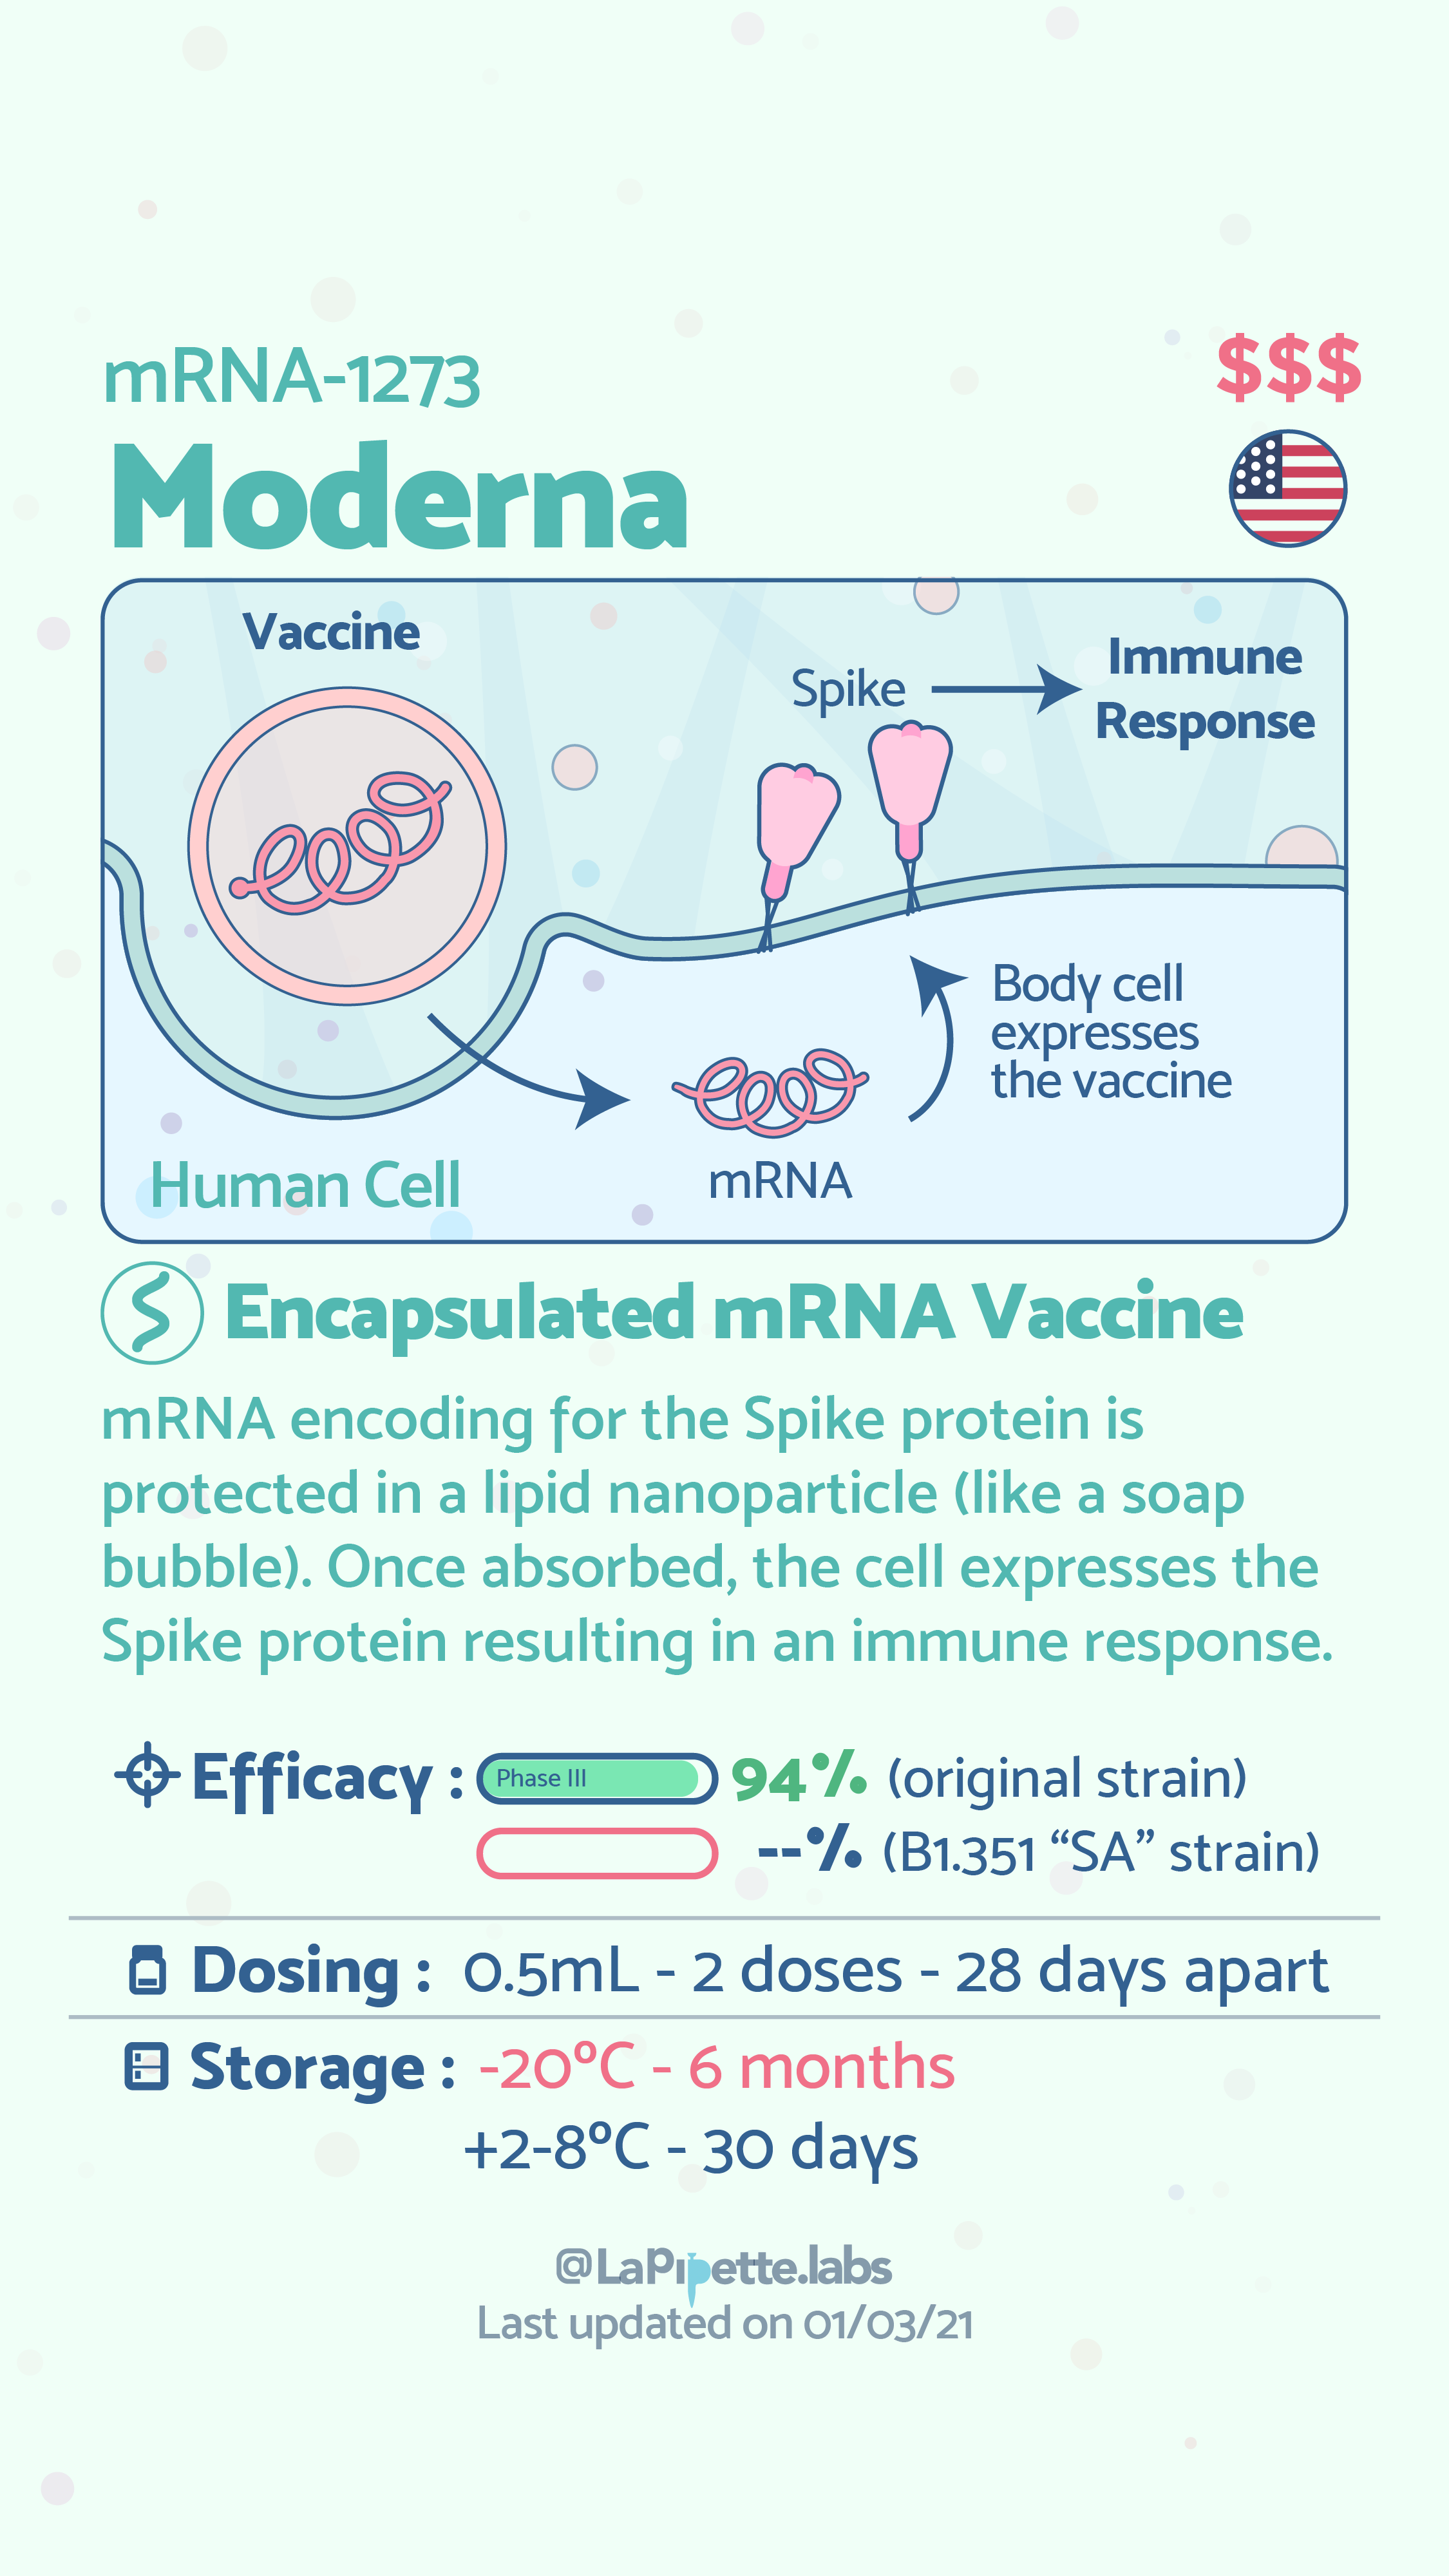 mRNA-1273
$$$
Moderna
Vaccine
Spike
Immune
Response
Body cell
expresses
the vaccine
mRNA
Human Cell
Encapsulated mRNA Vaccine
mRNA encoding for the Spike protein is
protected in a lipid nanoparticle (like a soap
bubble). Once absorbed, the cell expresses the
Spike protein resulting in an immune response.
Efficacy : Phase III 94% (original strain)
--% (B1.351 “SA” strain)
Dosing : 0.5mL - 2 doses - 28 days apart
Storage : -20ºC - 6 months
+2-8ºC - 30 days
@LaPipette.labs
Last updated on 01/03/21